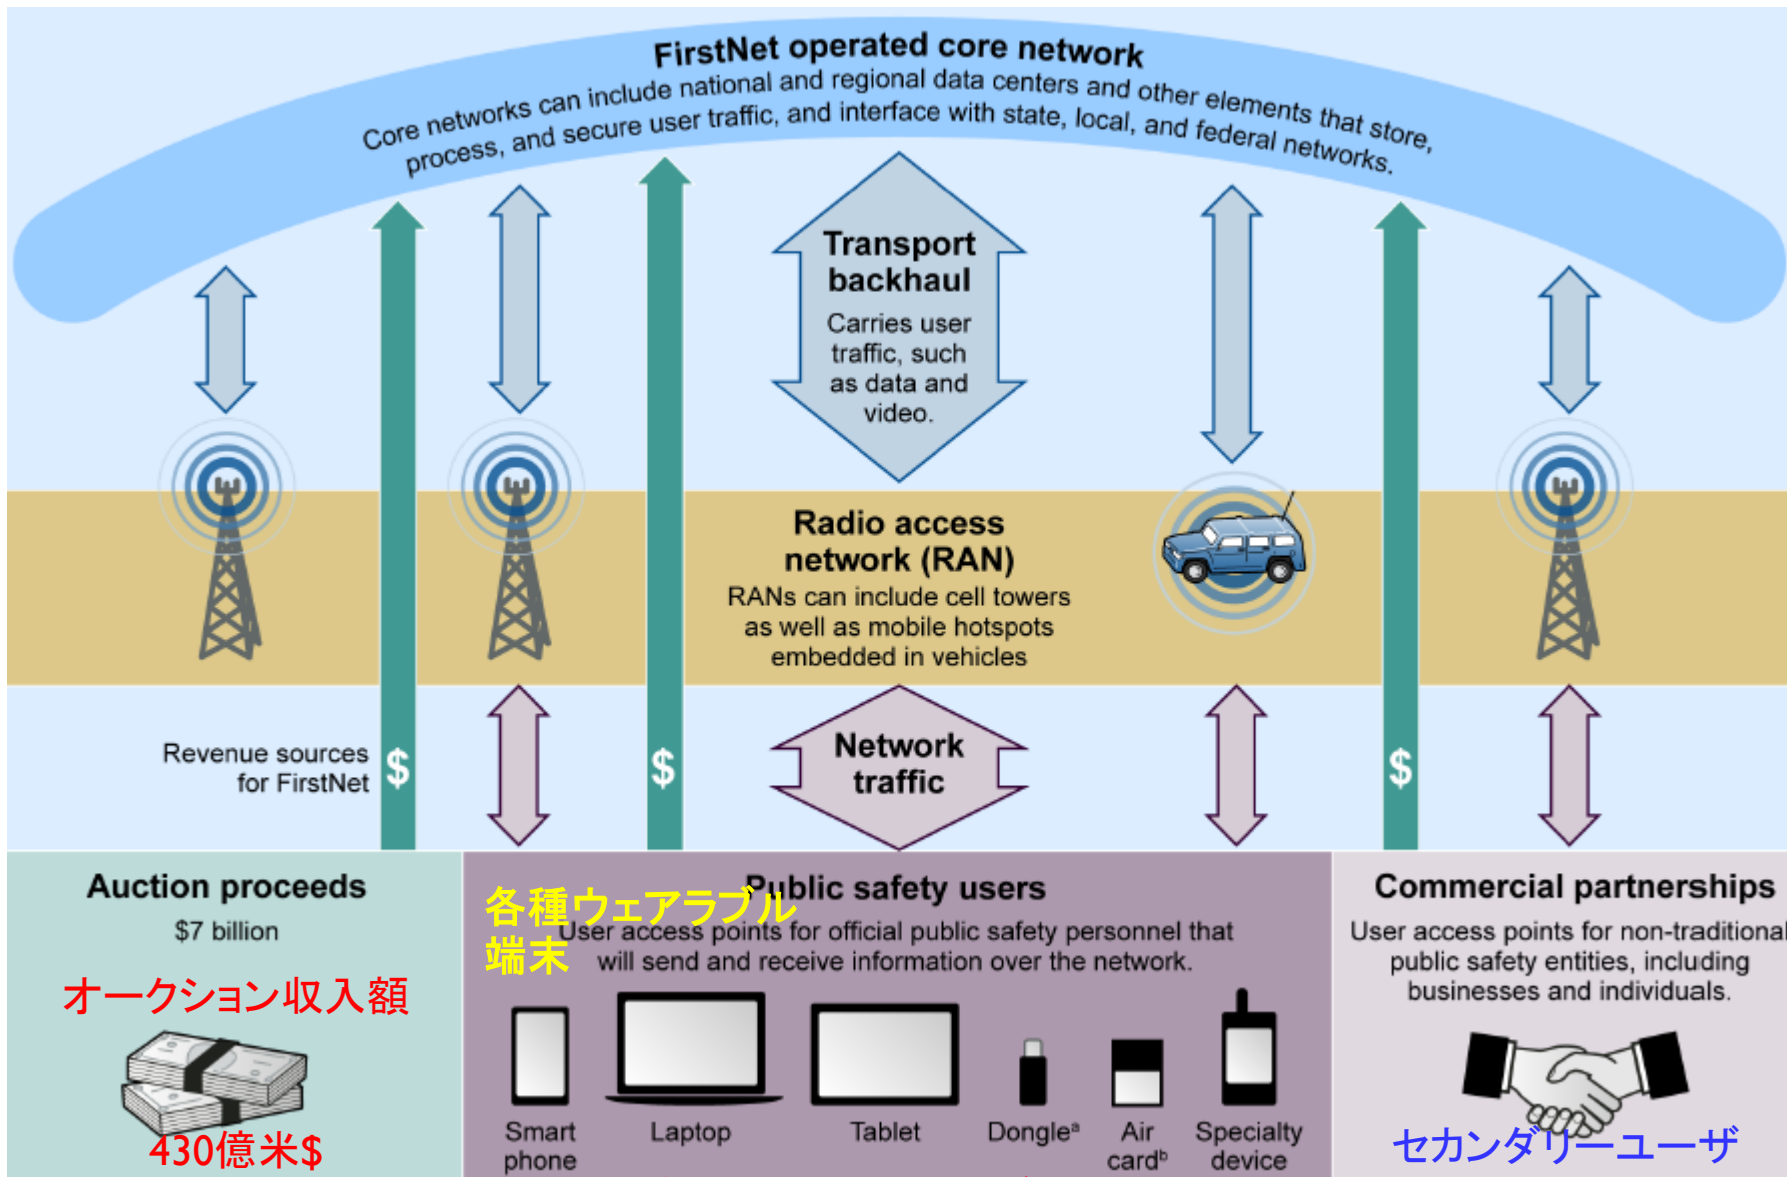 FirstNet operated core network
Core networks can include national and regional data centers and other elements that store,
process, and secure user traffic, and interface with state, local, and federal networks.
Transport
backhaul
Carries user
traffic, such
as data and
video.
Radio access
network (RAN)
RANs can include cell towers
as well as mobile hotspots
embedded in vehicles
Revenue sources
for FirstNet
$
$
$
Network
traffic
Auction proceeds
$7 billion
オークション収入額
430億米$
Public safety users
各種ウェアラブル
端末
User access points for official public safety personnel that
will send and receive information over the network.
Smart
phone
Laptop
Tablet
Dongleᵃ
Air
cardᵇ
Specialty
device
Commercial partnerships
User access points for non-traditional
public safety entities, including
businesses and individuals.
セカンダリーユーザ